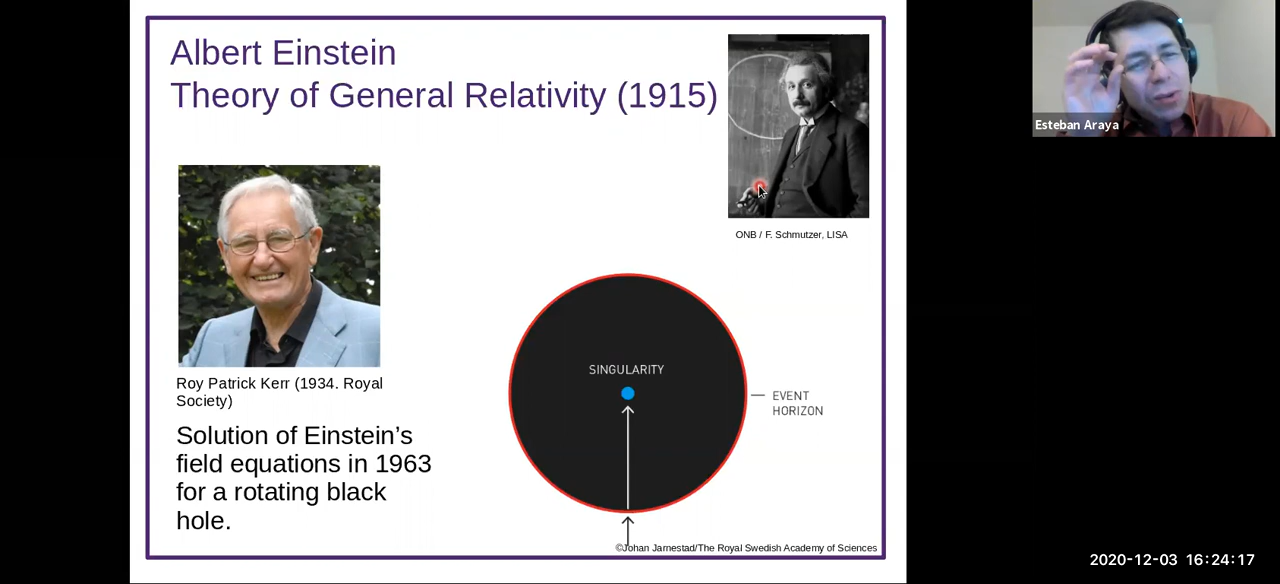 Albert Einstein
Theory of General Relativity (1915)
Esteban Araya
ONB / F. Schmutzer, LISA
Roy Patrick Kerr (1934. Royal
Society)
Solution of Einstein’s
field equations in 1963
for a rotating black
hole.
SINGULARITY
EVENT
HORIZON
©Johan Jarnestad/The Royal Swedish Academy of Sciences
2020-12-03 16:24:17